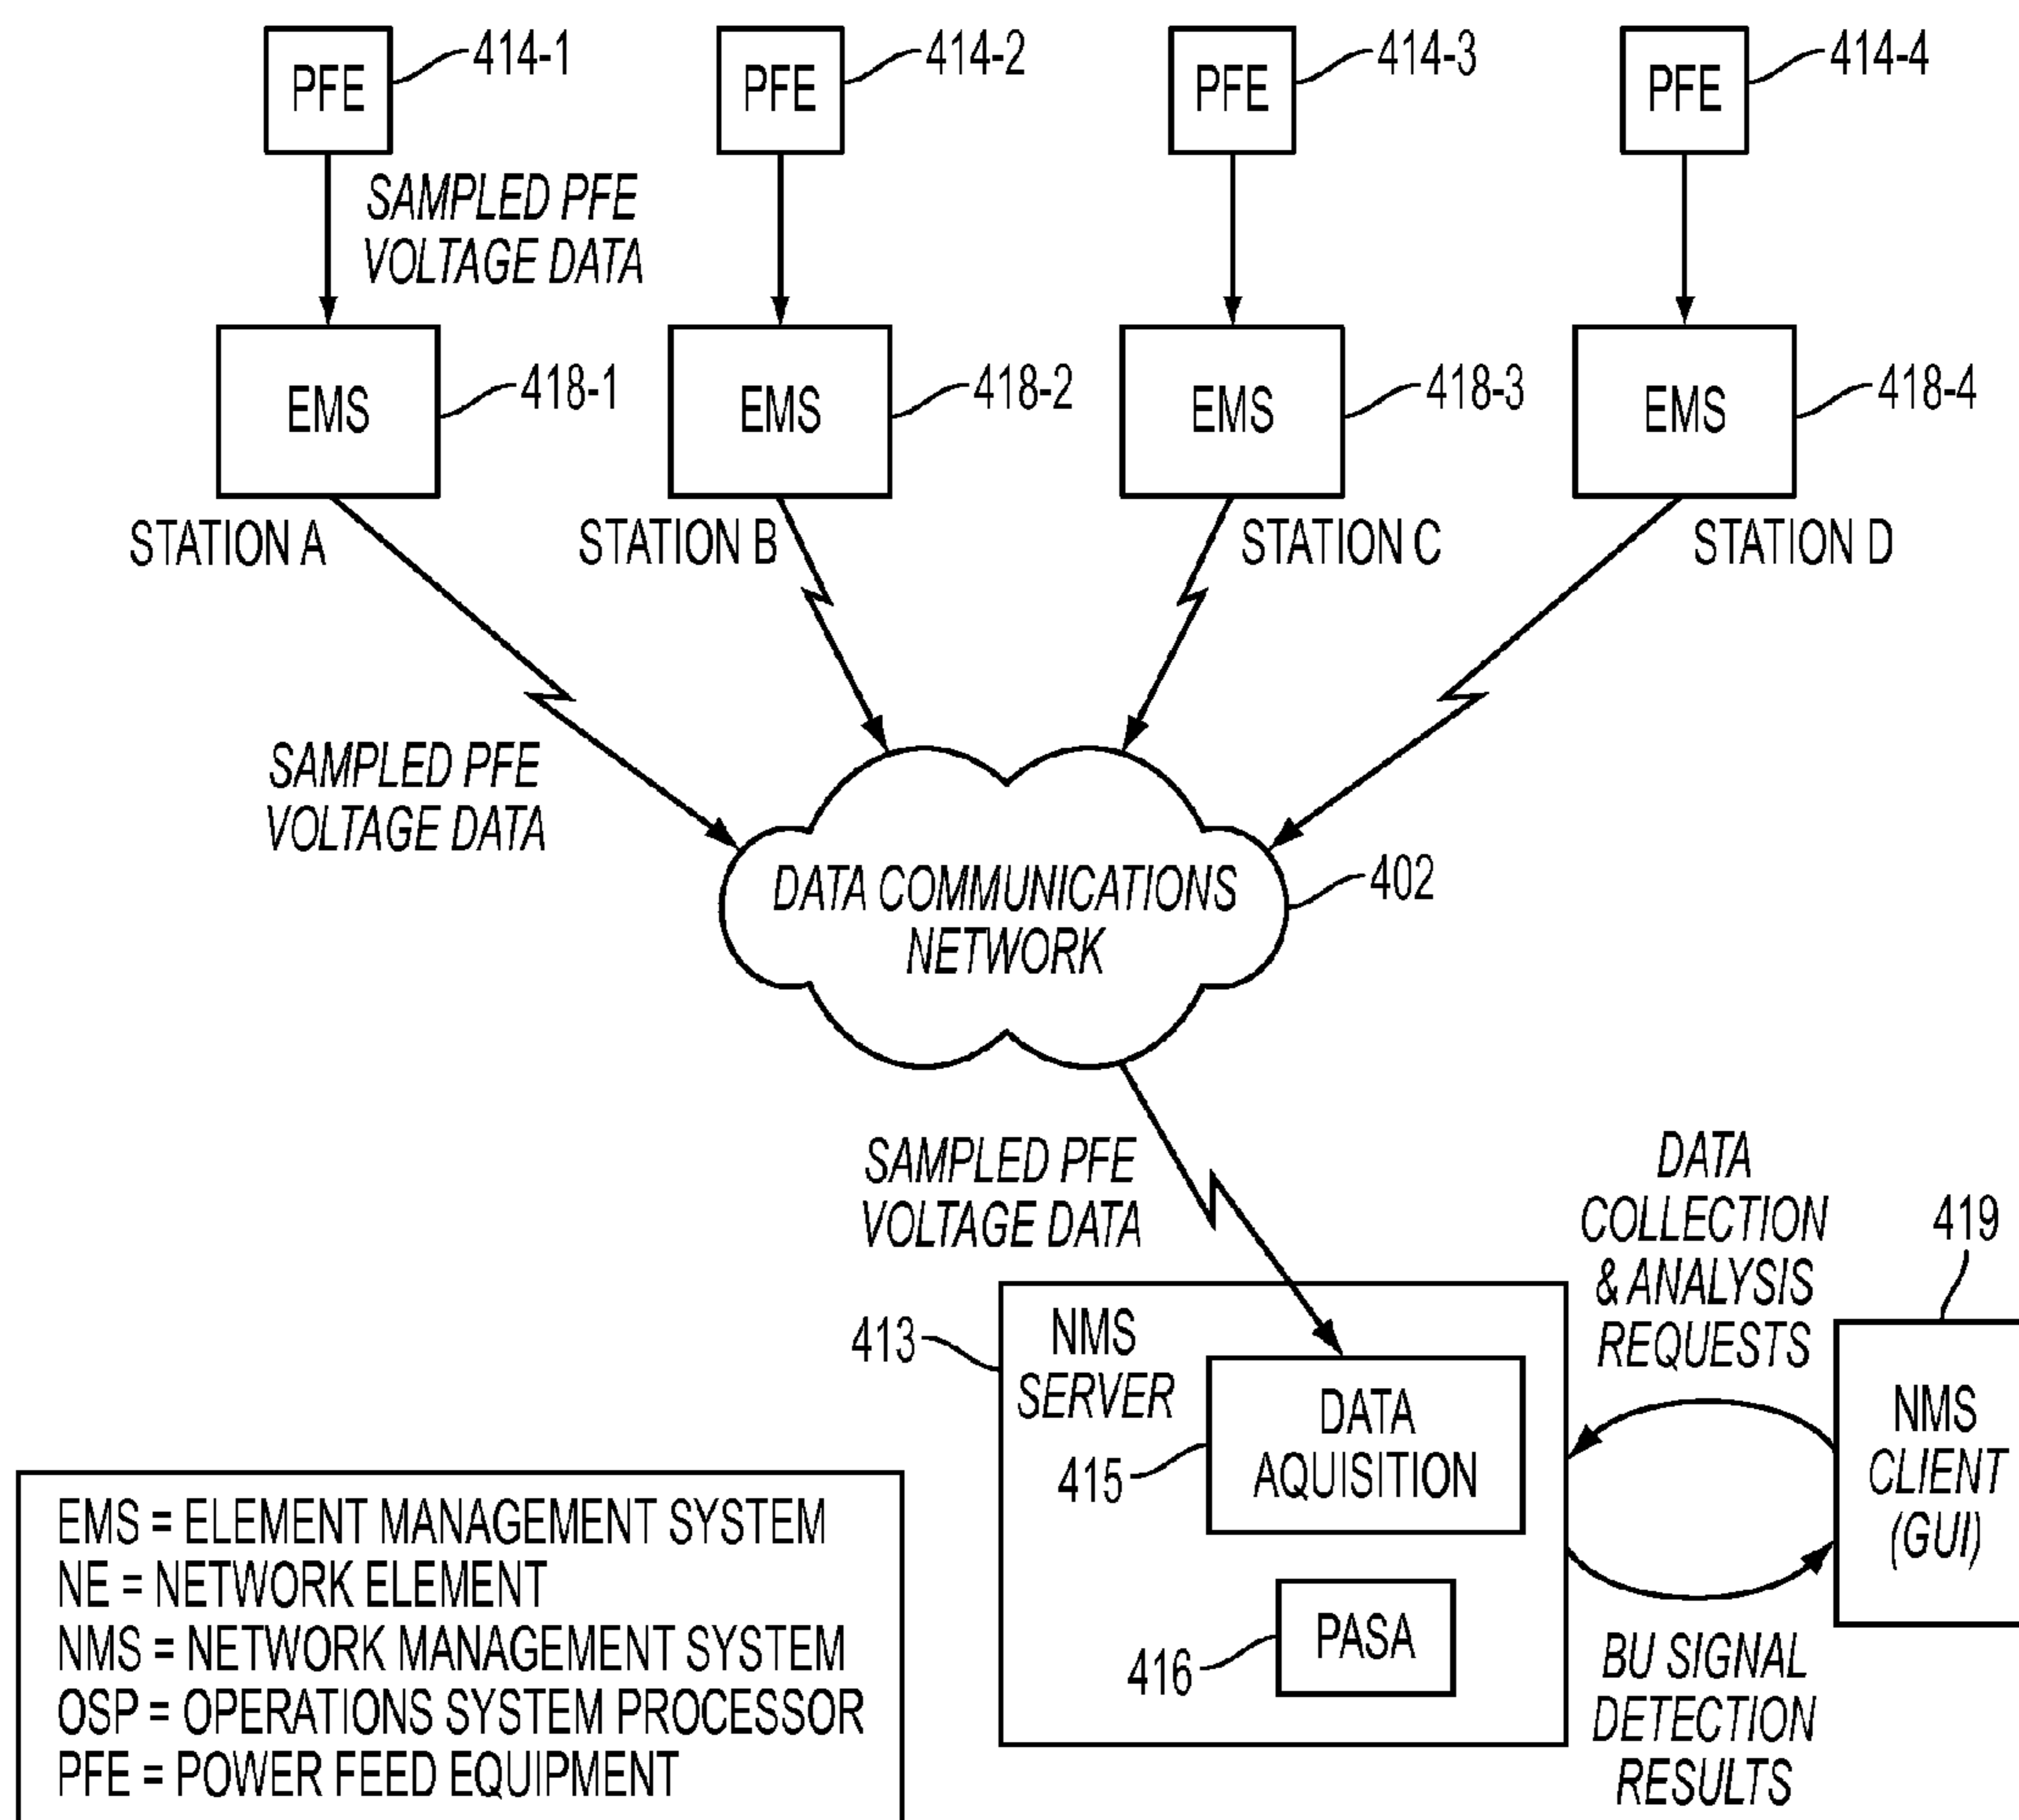 PFE
414-1
PFE
414-2
PFE
414-3
PFE
414-4
SAMPLED PFE
VOLTAGE DATA
EMS
418-1
EMS
418-2
EMS
418-3
EMS
418-4
STATION A
STATION B
STATION C
STATION D
SAMPLED PFE
VOLTAGE DATA
DATA COMMUNICATIONS
NETWORK
402
SAMPLED PFE
VOLTAGE DATA
DATA
COLLECTION
& ANALYSIS
REQUESTS
419
413
NMS
SERVER
DATA
AQUISITION
415
PASA
416
NMS
CLIENT
(GUI)
BU SIGNAL
DETECTION
RESULTS
EMS = ELEMENT MANAGEMENT SYSTEM
NE = NETWORK ELEMENT
NMS = NETWORK MANAGEMENT SYSTEM
OSP = OPERATIONS SYSTEM PROCESSOR
PFE = POWER FEED EQUIPMENT